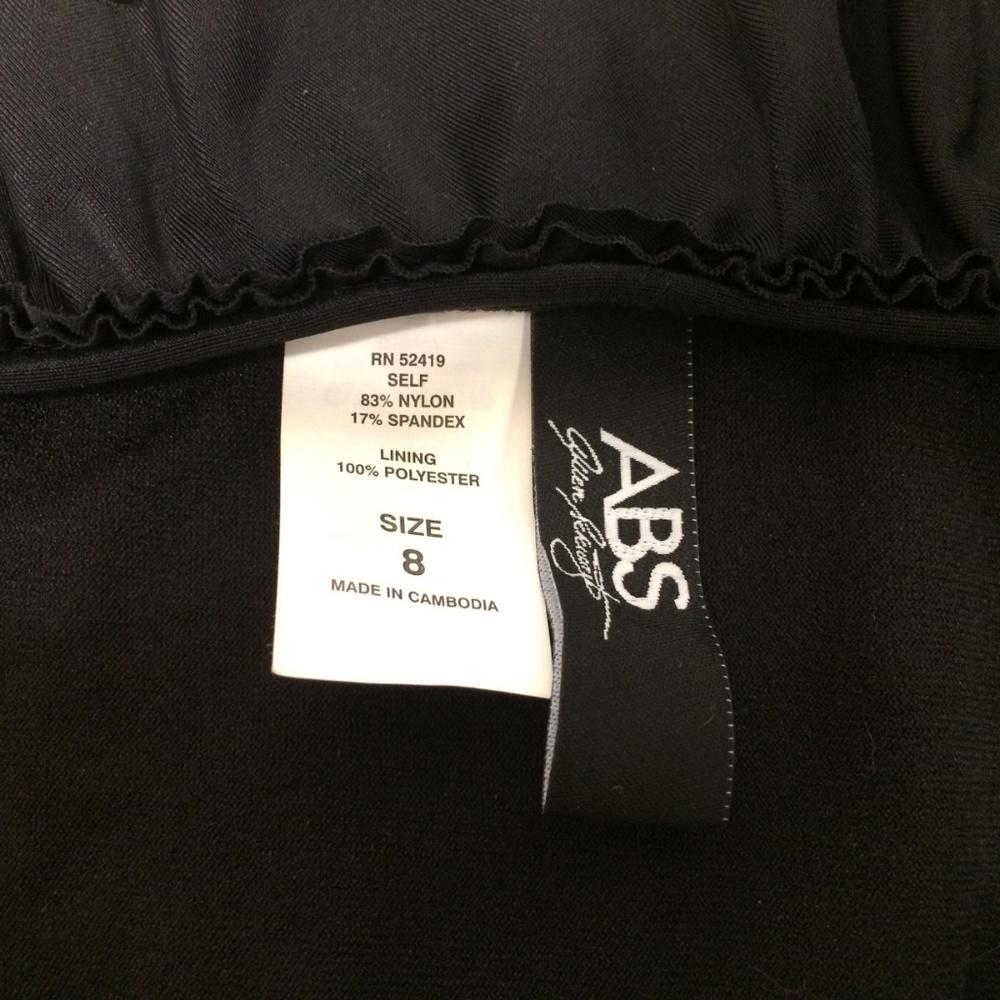 RN 52419
SELF
83% NYLON
17% SPANDEX
LINING
100% POLYESTER
SIZE
8
MADE IN CAMBODIA
ABS